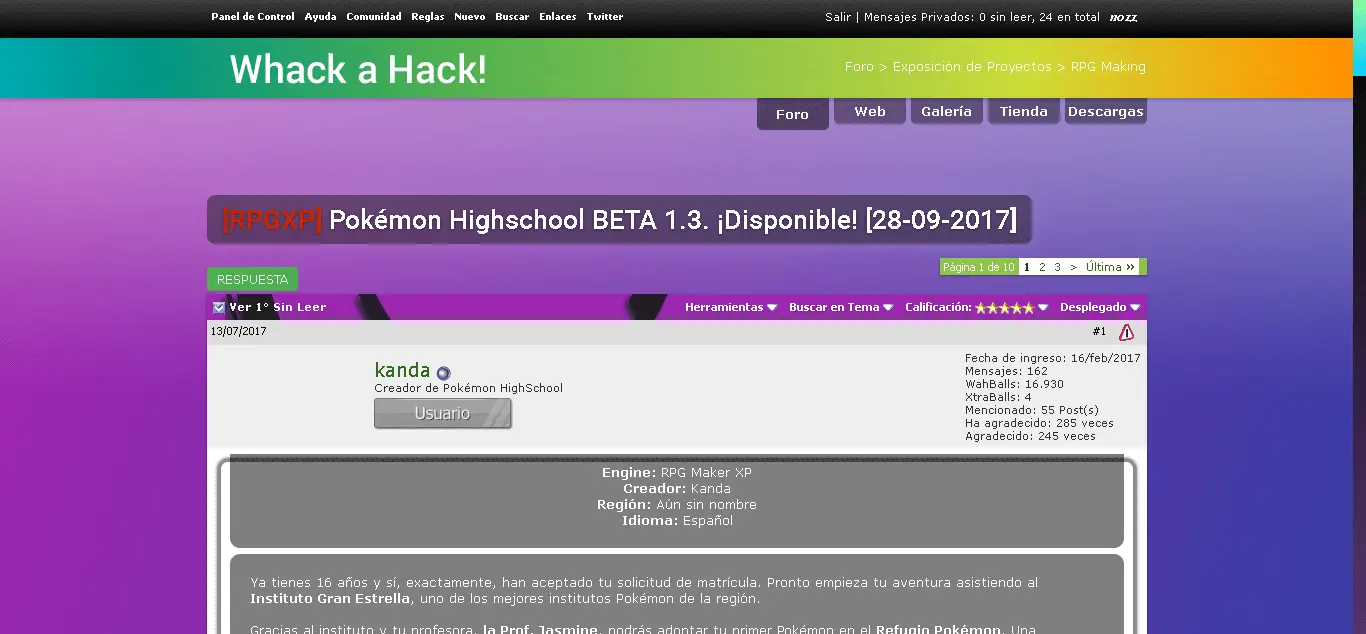 Panel de Control Ayuda Comunidad Reglas Nuevo Buscar Enlaces Twitter Salir | Mensajes Privados: 0 sin leer, 24 en total nozz
Whack a Hack! Foro > Exposición de Proyectos > RPG Making
Foro Web Galería Tienda Descargas
[RPGXP] Pokémon Highschool BETA 1.3. ¡Disponible! [28-09-2017]
Página 1 de 10 1 2 3 > Última »
RESPUESTA
Ver 1° Sin Leer Herramientas Buscar en Tema Calificación: Desplegado
13/07/2017 #1
kanda
Creador de Pokémon HighSchool
Usuario
Fecha de ingreso: 16/feb/2017
Mensajes: 162
WahBalls: 16.930
XtraBalls: 4
Mencionado: 55 Post(s)
Ha agradecido: 285 veces
Agradecido: 245 veces
Engine: RPG Maker XP
Creador: Kanda
Región: Aún sin nombre
Idioma: Español
Ya tienes 16 años y sí, exactamente, han aceptado tu solicitud de matrícula. Pronto empieza tu aventura asistiendo al
Instituto Gran Estrella, uno de los mejores institutos Pokémon de la región.
Gracias al instituto y tu profesora, la Prof. Jasmine, podrás adoptar tu primer Pokémon en el Refugio Pokémon. Una